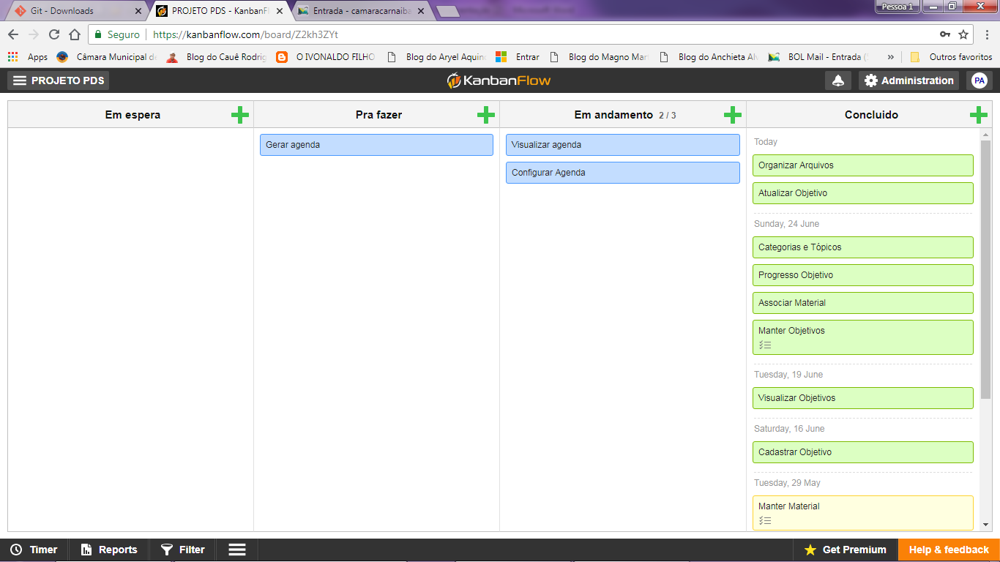 Git - Downloads
PROJETO PDS - KanbanFl
Entrada - camaracarnaiba
Pessoa 1
Seguro
https://kanbanflow.com/board/Z2kh3ZYt
Apps
Câmara Municipal de
Blog do Cauê Rodrig
O IVONALDO FILHO
Blog do Aryel Aquin
Entrar
Blog do Magno Mar
Blog do Anchieta Al
BOL Mail - Entrada (
»
Outros favoritos
PROJETO PDS
KanbanFlow
Administration
PA
Em espera
Pra fazer
Em andamento 2 / 3
Concluido
Gerar agenda
Visualizar agenda
Configurar Agenda
Today
Organizar Arquivos
Atualizar Objetivo
Sunday, 24 June
Categorias e Tópicos
Progresso Objetivo
Associar Material
Manter Objetivos
Tuesday, 19 June
Visualizar Objetivos
Saturday, 16 June
Cadastrar Objetivo
Tuesday, 29 May
Manter Material
Timer
Reports
Filter
Get Premium
Help & feedback